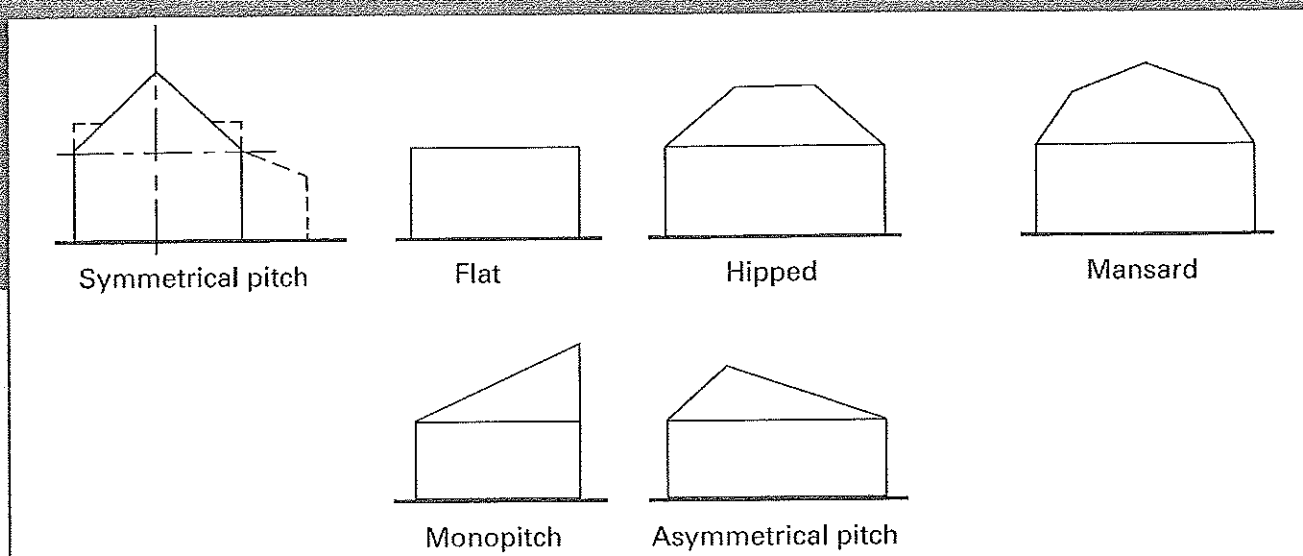 Symmetrical pitch
Flat
Hipped
Mansard
Monopitch
Asymmetrical pitch